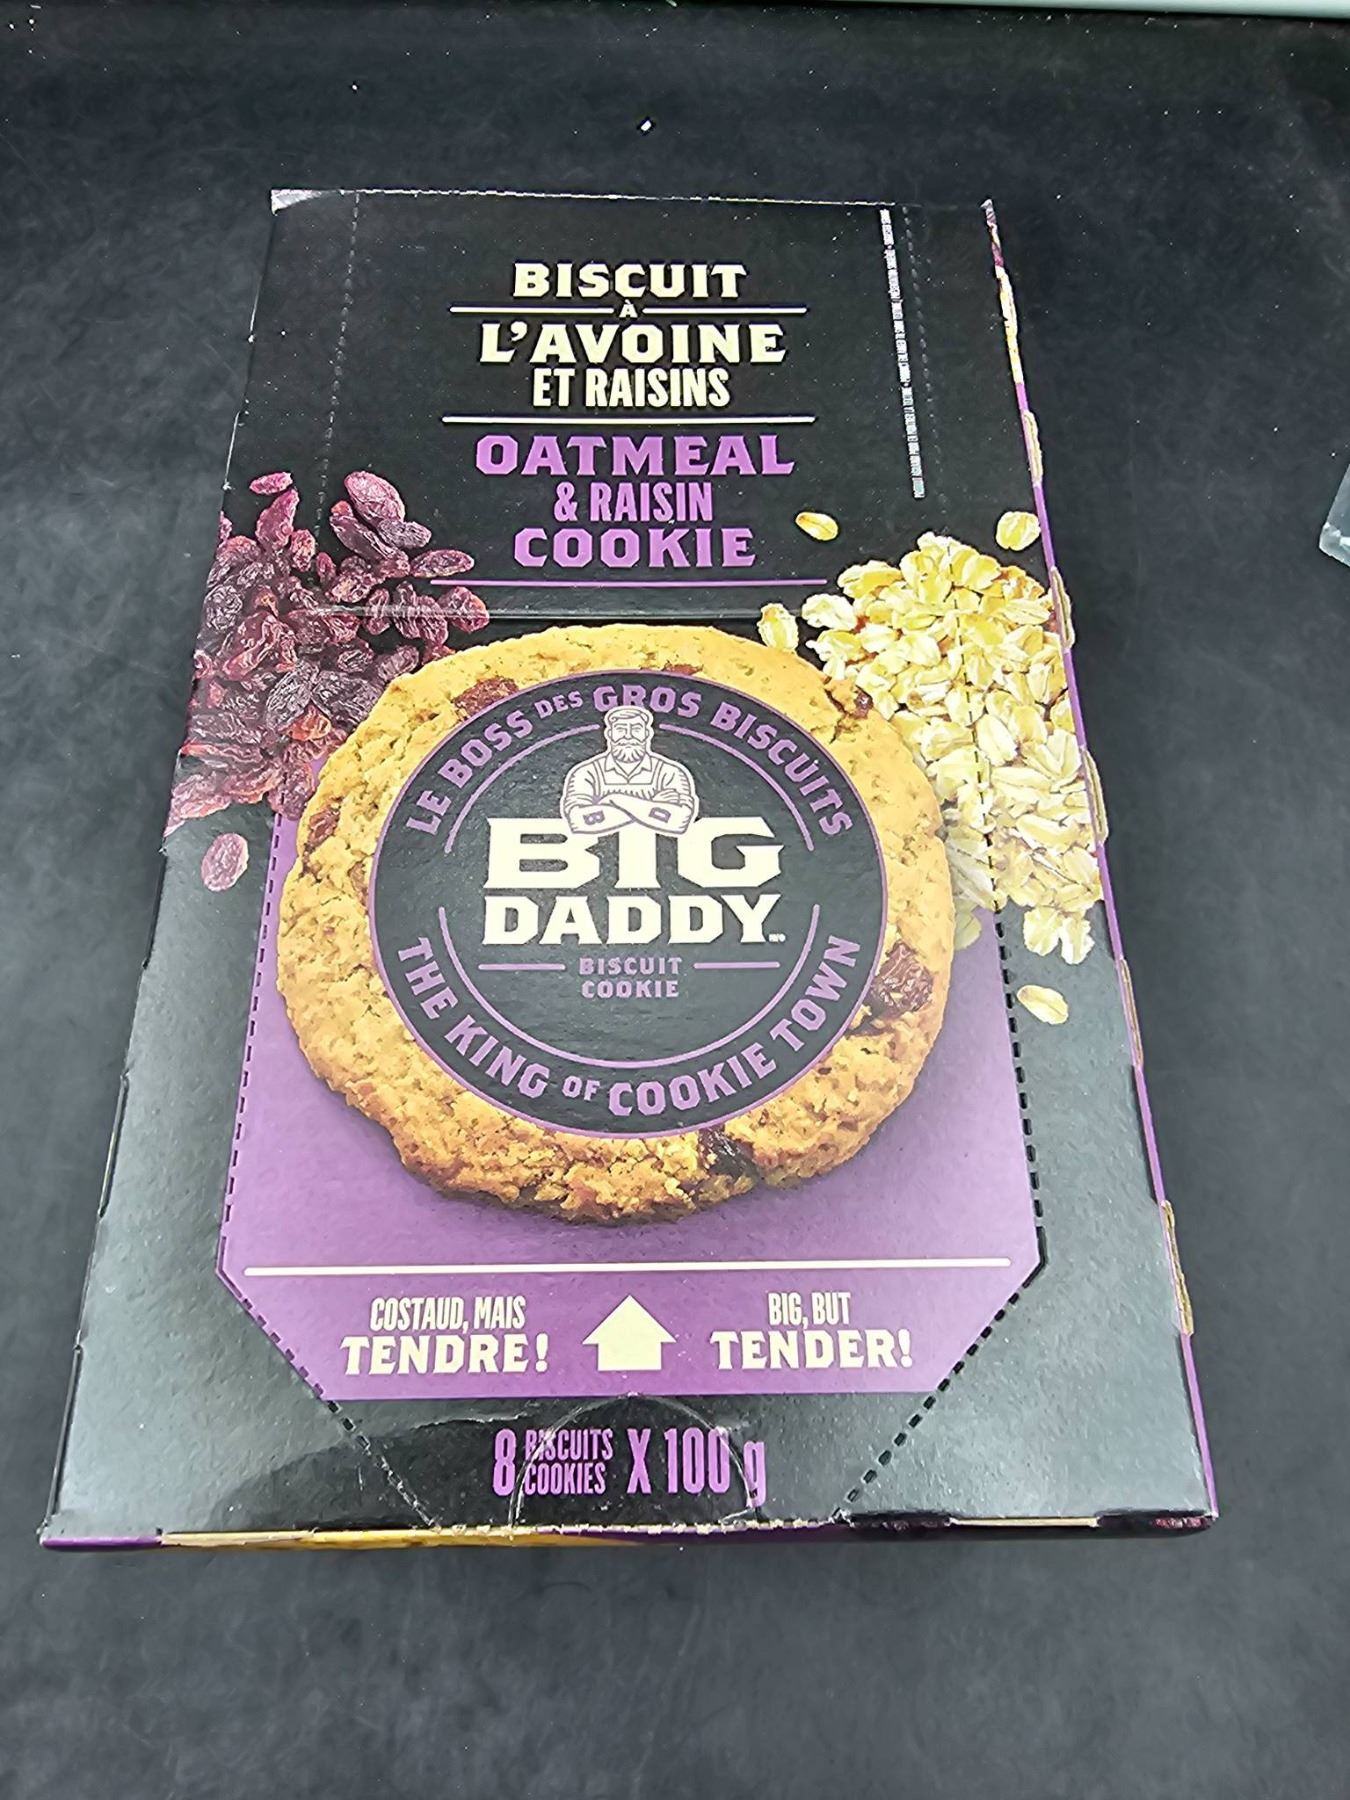 BISCUIT
À
L'AVOINE
ET RAISINS
OATMEAL
& RAISIN
COOKIE
LE BOSS DES GROS BISCUITS
BIG
DADDY
BISCUIT
COOKIE
THE KING OF COOKIE TOWN
COSTAUD, MAIS
TENDRE!
BIG, BUT
TENDER!
8 BISCUITS
COOKIES X 100 g